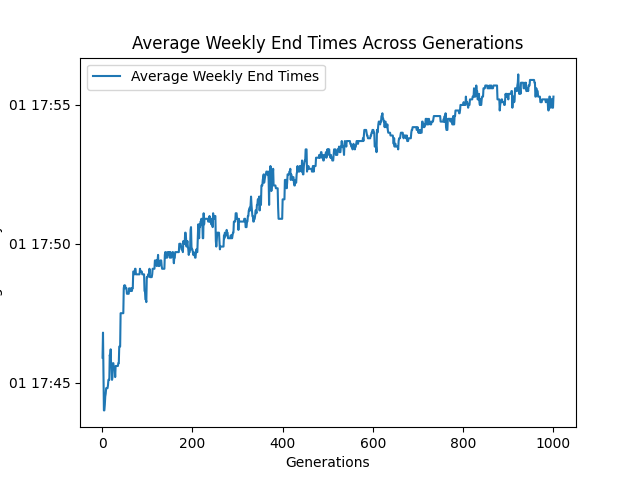 Average Weekly End Times Across Generations
Average Weekly End Times
01 17:55
01 17:50
01 17:45
0 200 400 600 800 1000
Generations